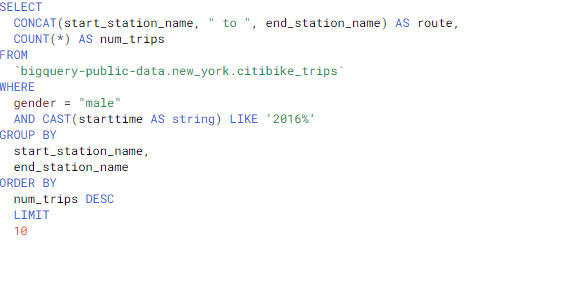 SELECT
CONCAT(start_station_name, " to ", end_station_name) AS route,
COUNT(*) AS num_trips
FROM
`bigquery-public-data.new_york.citibike_trips`
WHERE
gender = "male"
AND CAST(starttime AS string) LIKE '2016%'
GROUP BY
start_station_name,
end_station_name
ORDER BY
num_trips DESC
LIMIT
10